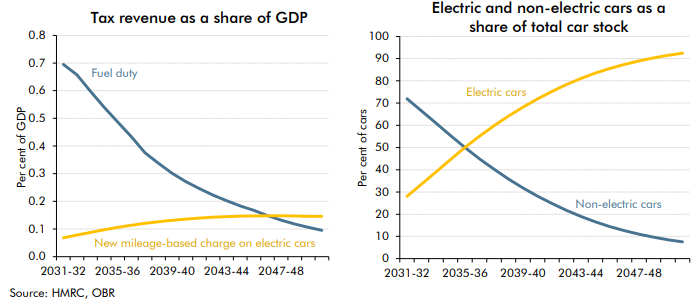 Tax revenue as a share of GDP
0.8
0.7
0.6
0.5
0.4
0.3
0.2
0.1
0.0
Per cent of GDP
Fuel duty
New mileage-based charge on electric cars
2031-32 2035-36 2039-40 2043-44 2047-48
Electric and non-electric cars as a
share of total car stock
100
90
80
70
60
50
40
30
20
10
0
Per cent of cars
Electric cars
Non-electric cars
2031-32 2035-36 2039-40 2043-44 2047-48
Source: HMRC, OBR